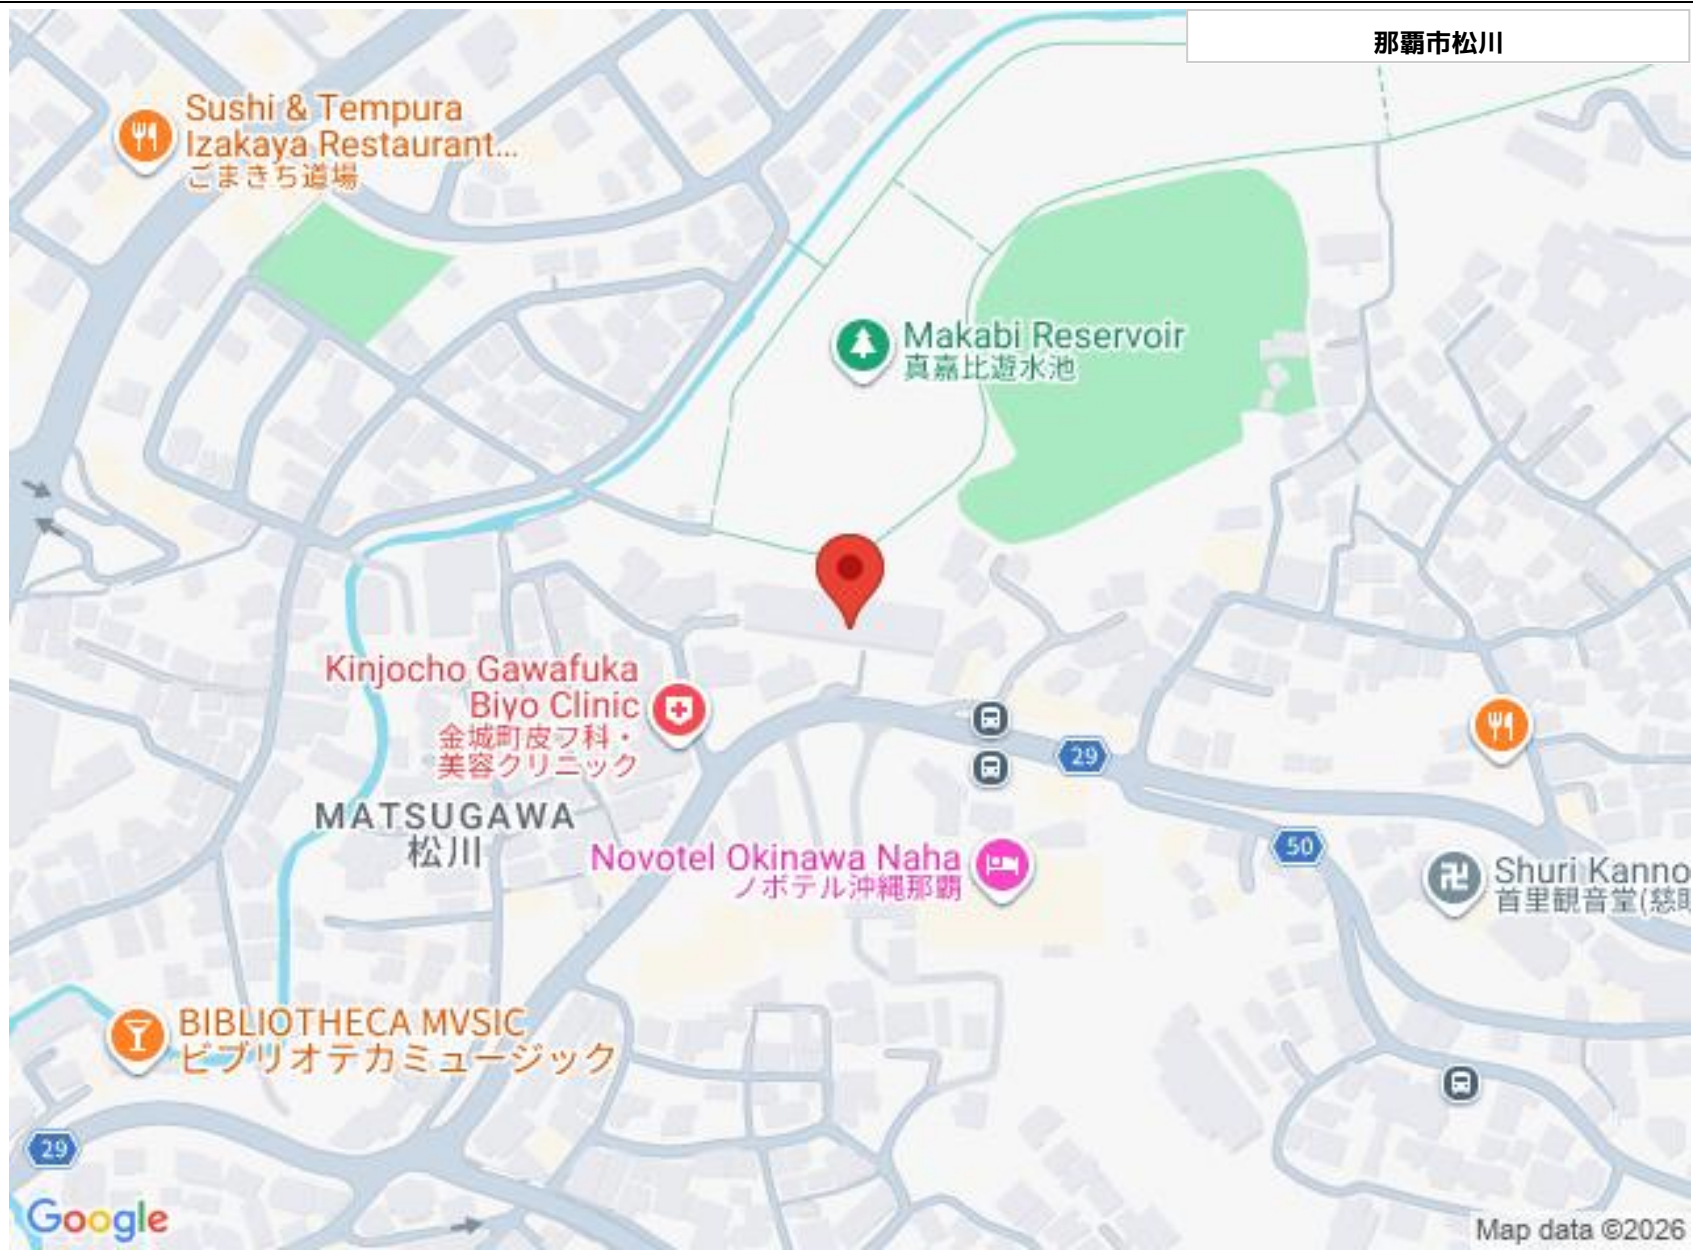 那覇市松川
Sushi & Tempura
Izakaya Restaurant...
ごまきち道場
Makabi Reservoir
真嘉比遊水池
Kinjocho Gawafuka
Biyo Clinic
金城町皮フ科・
美容クリニック
29
MATSUGAWA
松川
Novotel Okinawa Naha
ノボテル沖縄那覇
50
Shuri Kanno
首里観音堂(慈眼
BIBLIOTHECA MVSIC
ビブリオテカミュージック
29
Google
Map data ©2026